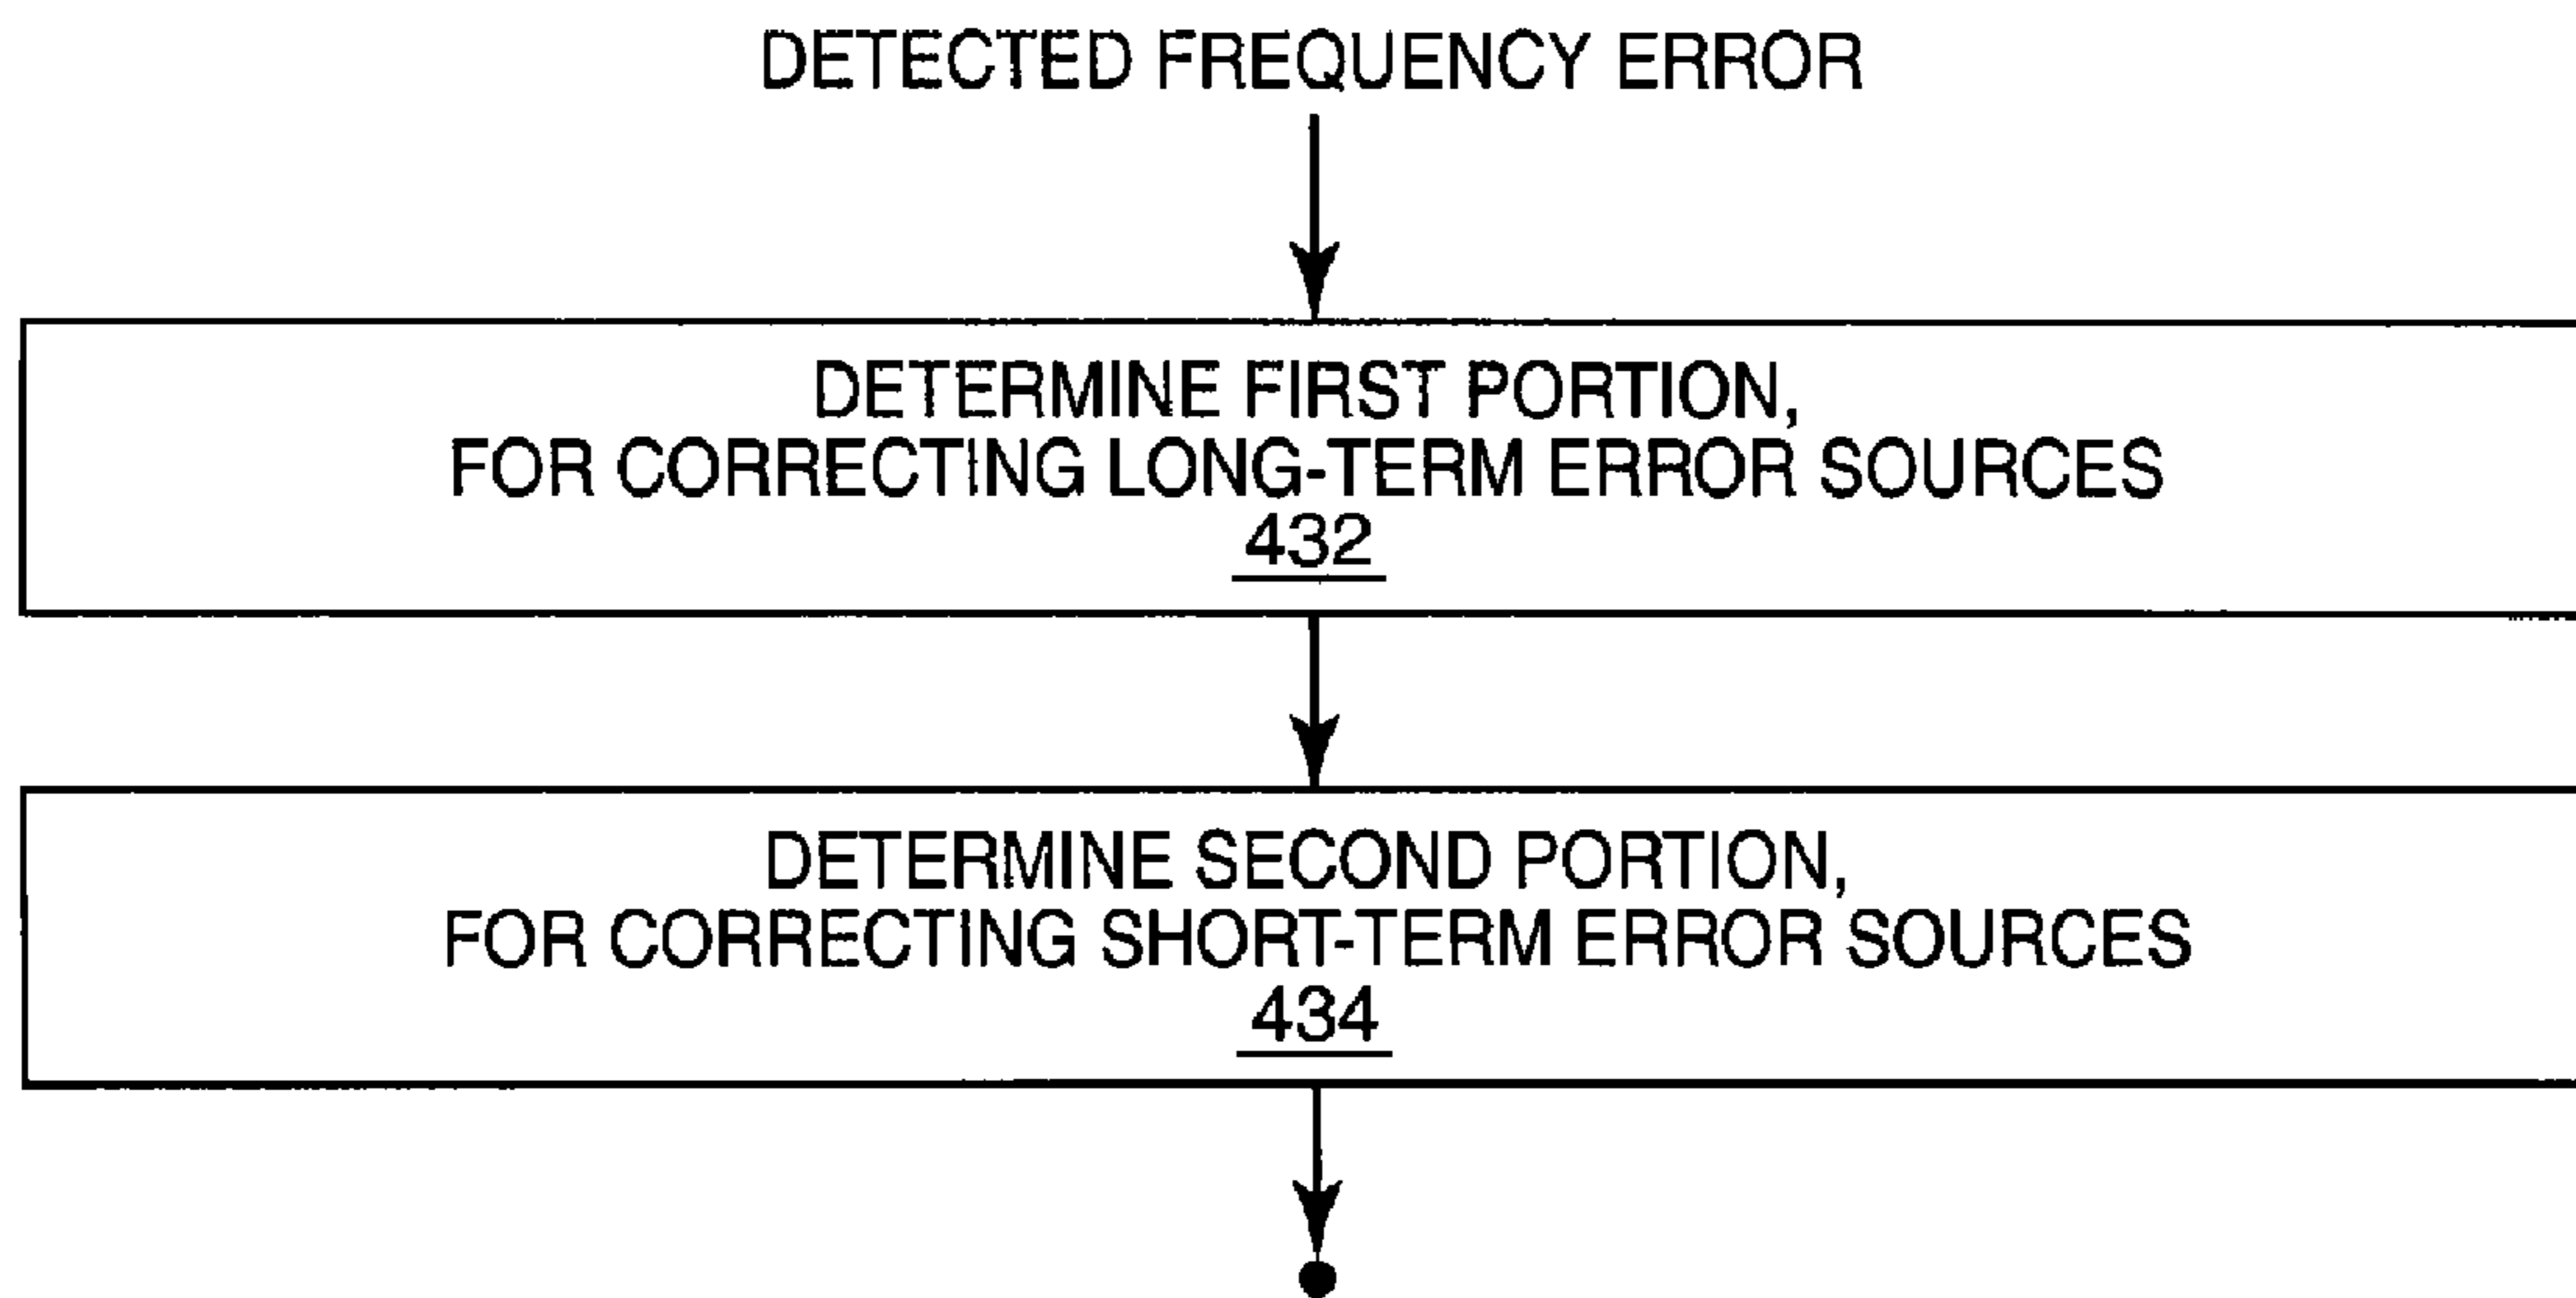 DETECTED FREQUENCY ERROR
DETERMINE FIRST PORTION,
FOR CORRECTING LONG-TERM ERROR SOURCES
432
DETERMINE SECOND PORTION,
FOR CORRECTING SHORT-TERM ERROR SOURCES
434